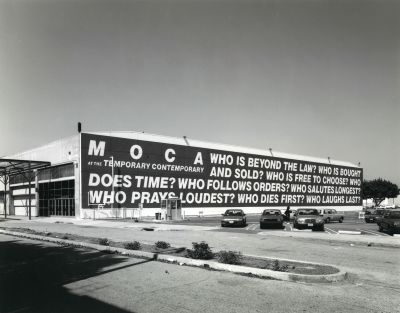 MOCA WHO IS BEYOND THE LAW? WHO IS BOUGHT
AT THE TEMPORARY CONTEMPORARY AND SOLD? WHO IS FREE TO CHOOSE? WHO
DOES TIME? WHO FOLLOWS ORDERS? WHO SALUTES LONGEST?
WHO PRAYS LOUDEST? WHO DIES FIRST? WHO LAUGHS LAST?